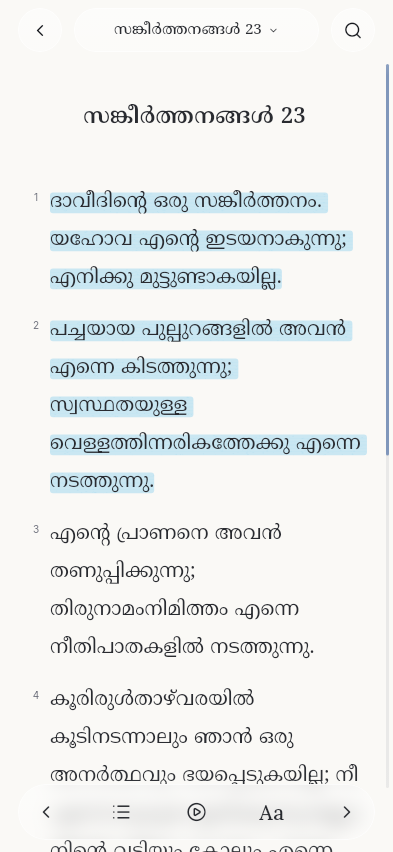 സങ്കീർത്തനങ്ങൾ 23
സങ്കീർത്തനങ്ങൾ 23
1 ദാവീദിന്റെ ഒരു സങ്കീർത്തനം.
യഹോവ എന്റെ ഇടയനാകുന്നു;
എനിക്കു മുട്ടുണ്ടാകയില്ല.
2 പച്ചയായ പുല്പുറങ്ങളിൽ അവൻ
എന്നെ കിടത്തുന്നു;
സ്വസ്ഥതയുള്ള
വെള്ളത്തിന്നരികത്തേക്കു എന്നെ
നടത്തുന്നു.
3 എന്റെ പ്രാണനെ അവൻ
തണുപ്പിക്കുന്നു;
തിരുനാമംനിമിത്തം എന്നെ
നീതിപാതകളിൽ നടത്തുന്നു.
4 കൂരിരുൾതാഴ്‌വരയിൽ
കൂടിനടന്നാലും ഞാൻ ഒരു
അനർത്ഥവും ഭയപ്പെടുകയില്ല; നീ
Aa
നിന്റെ വടിയും കോലും എന്നെ